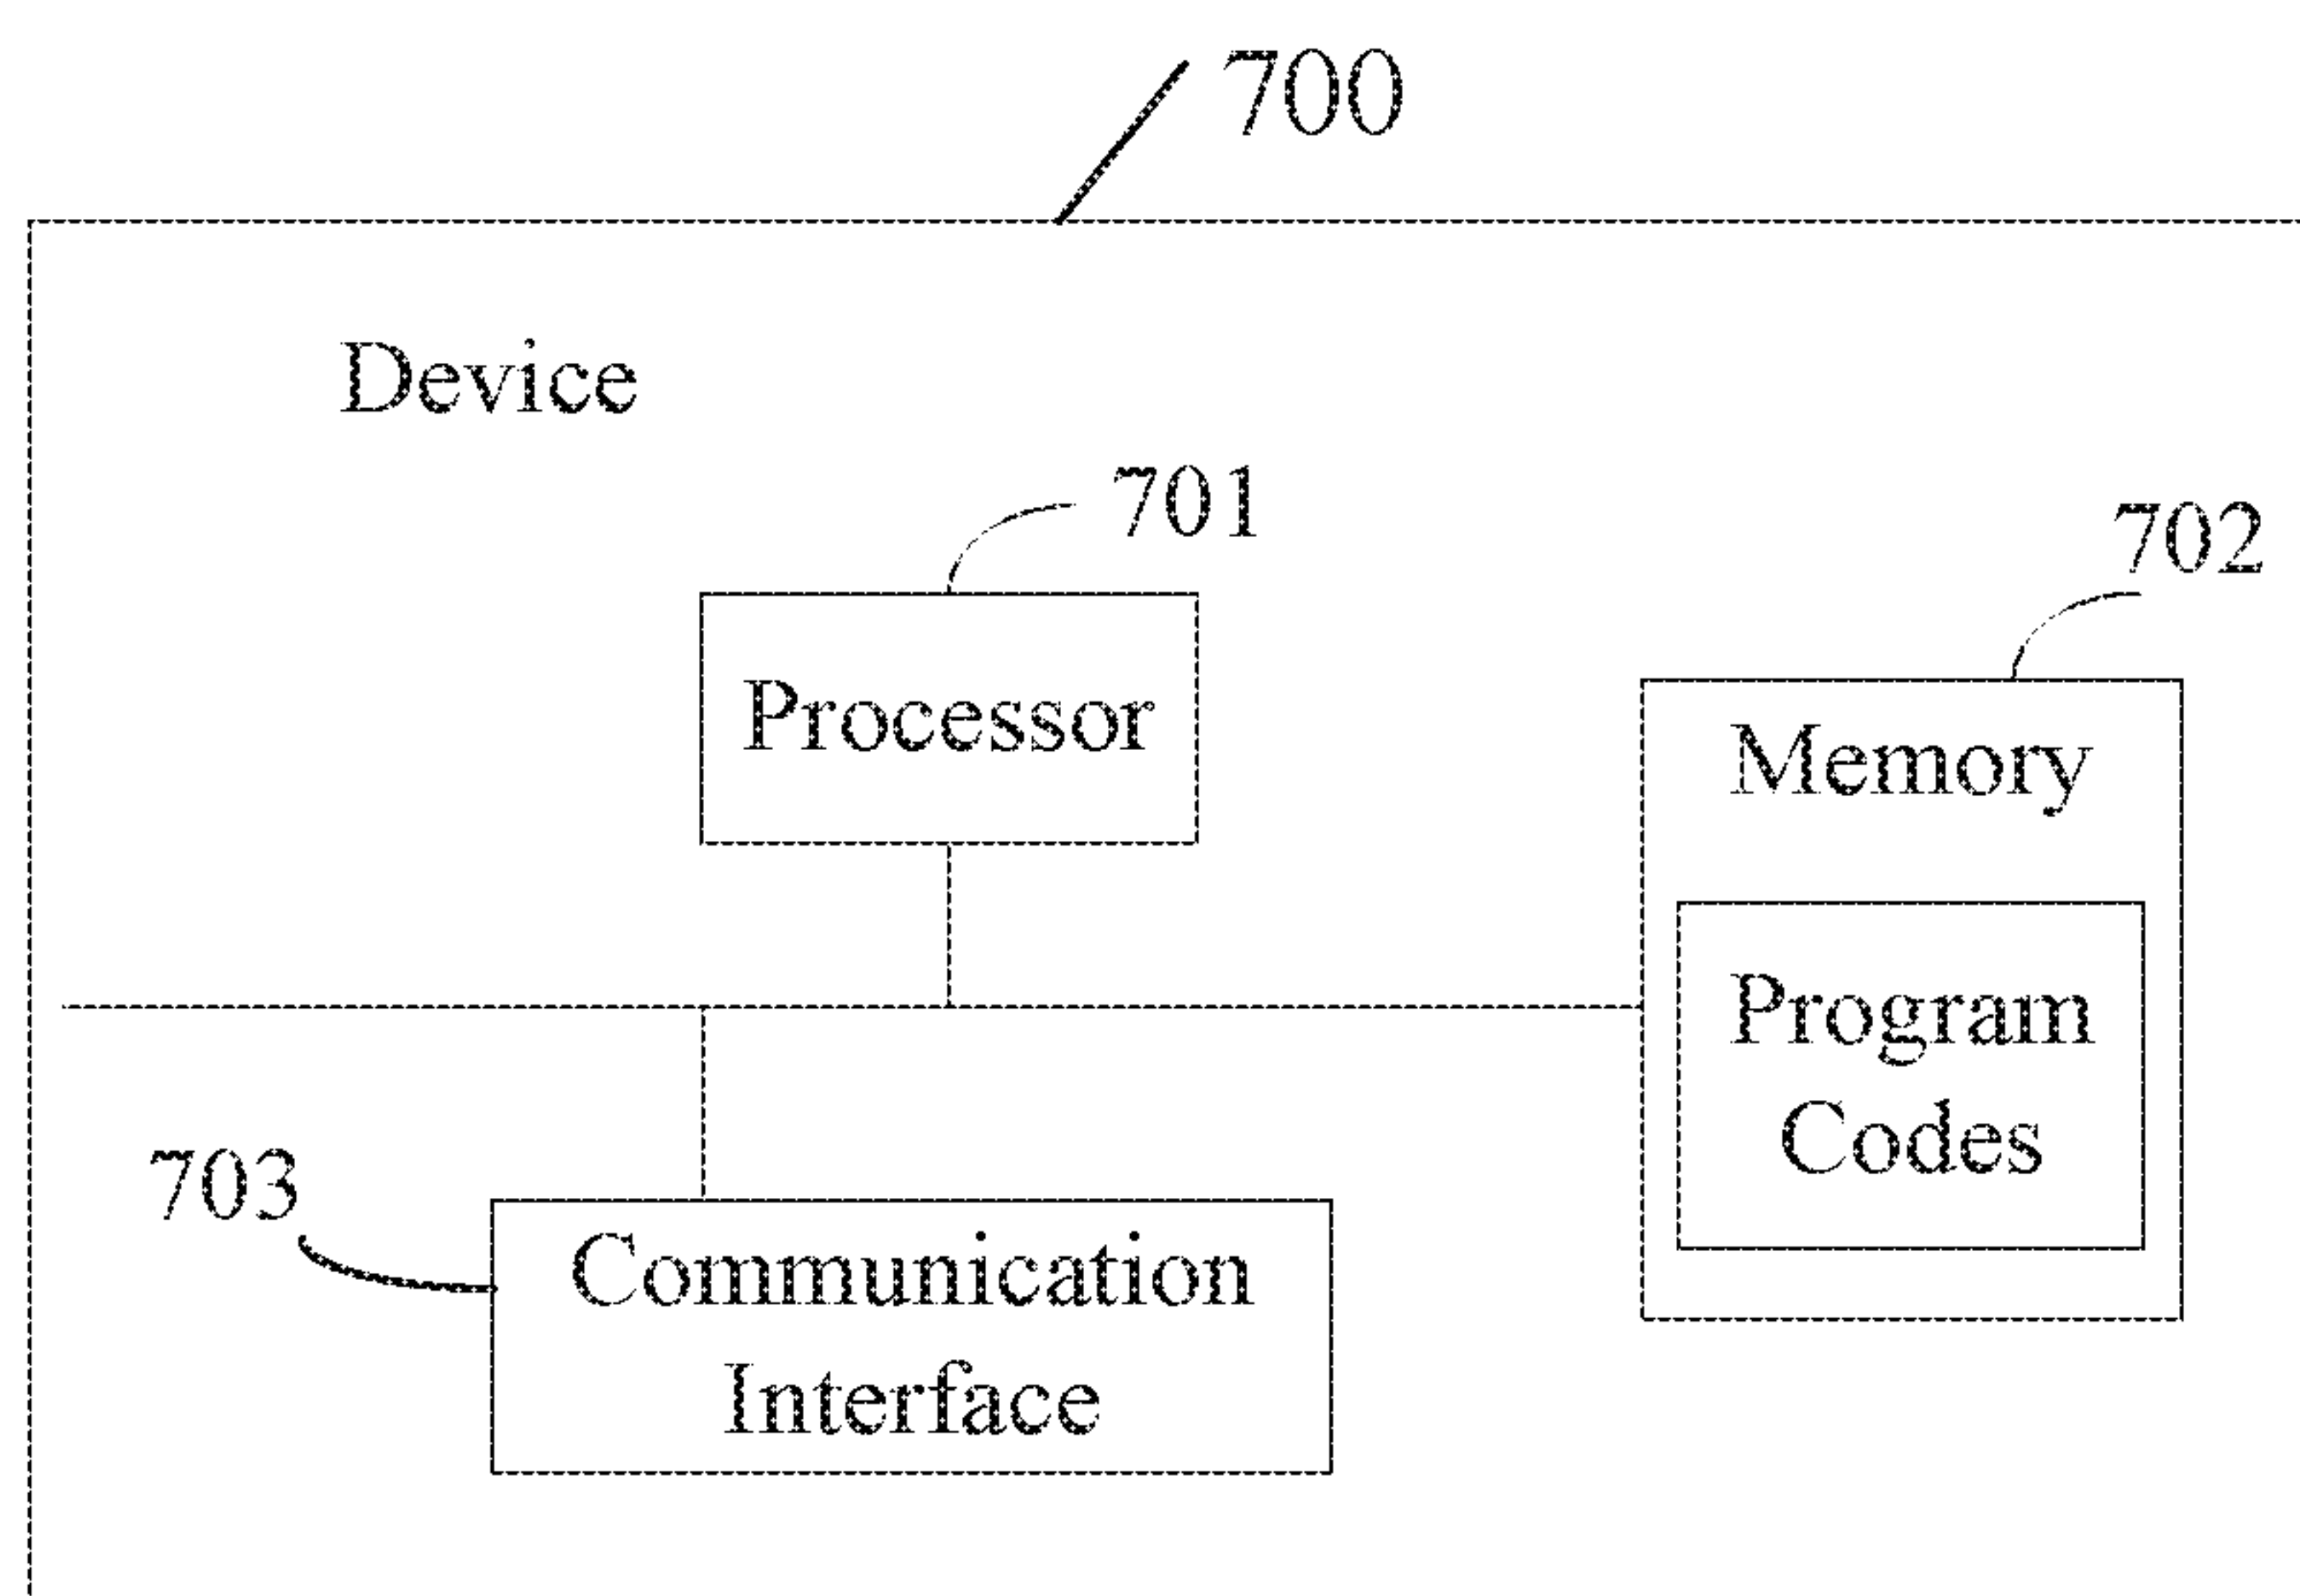 700
Device
701
702
Processor
Memory
Program
Codes
703
Communication
Interface